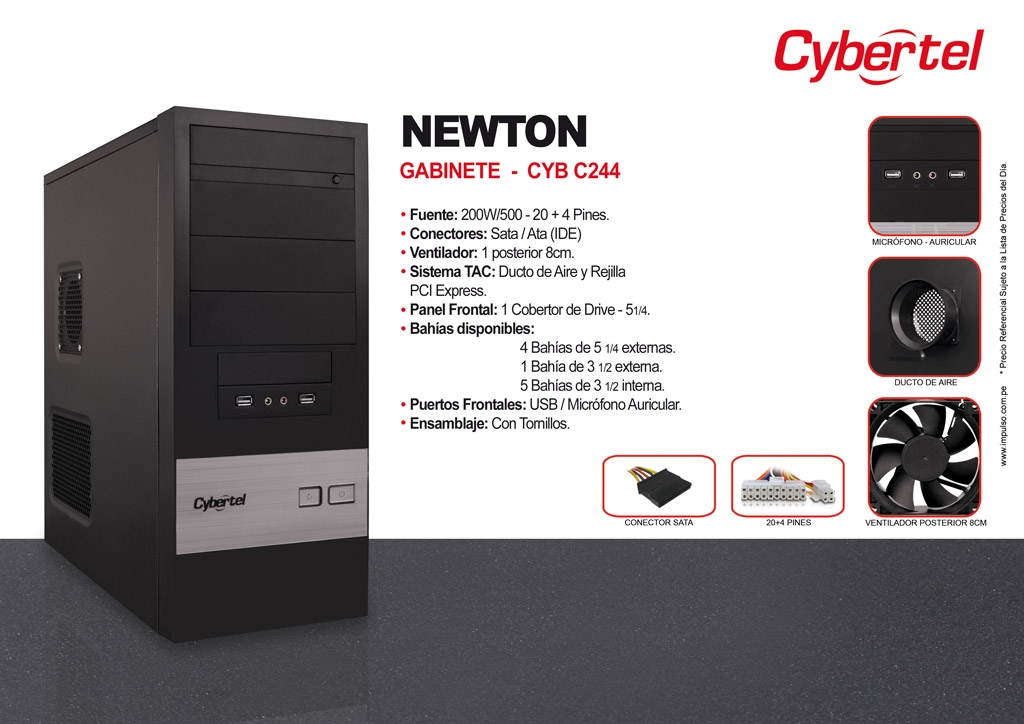 Cybertel
NEWTON
GABINETE - CYB C244
• Fuente: 200W/500 - 20 + 4 Pines.
• Conectores: Sata / Ata (IDE)
• Ventilador: 1 posterior 8cm.
• Sistema TAC: Ducto de Aire y Rejilla
PCI Express.
• Panel Frontal: 1 Cobertor de Drive - 51/4.
• Bahías disponibles:
4 Bahías de 5 1/4 externas.
1 Bahía de 3 1/2 externa.
5 Bahías de 3 1/2 interna.
• Puertos Frontales: USB / Micrófono Auricular.
• Ensamblaje: Con Tornillos.
MICRÓFONO - AURICULAR
DUCTO DE AIRE
CONECTOR SATA
20+4 PINES
VENTILADOR POSTERIOR 8CM
www.impulso.com.pe * Precio Referencial Sujeto a la Lista de Precios del Día.
Cybertel